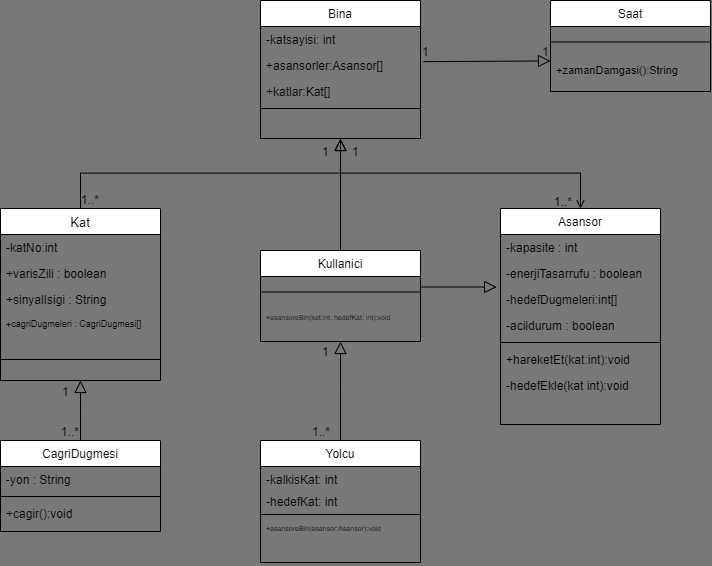 Bina
-katsayisi: int
+asansorler:Asansor[]
+katlar:Kat[]
Saat
+zamanDamgasi():String
1
1
1
1
1..*
1..*
Kat
-katNo:int
+varisZili : boolean
+sinyalIsigi : String
+cagriDugmeleri : CagriDugmesi[]
Kullanici
+asansoreBin(kat:int, hedefKat: int):void
Asansor
-kapasite : int
-enerjiTasarrufu : boolean
-hedefDugmeleri:int[]
-acildurum : boolean
+hareketEt(kat:int):void
-hedefEkle(kat int):void
1
1..*
1
1..*
CagriDugmesi
-yon : String
+cagir():void
Yolcu
-kalkisKat: int
-hedefKat: int
+asansoreBin(asansor:Asansor):void